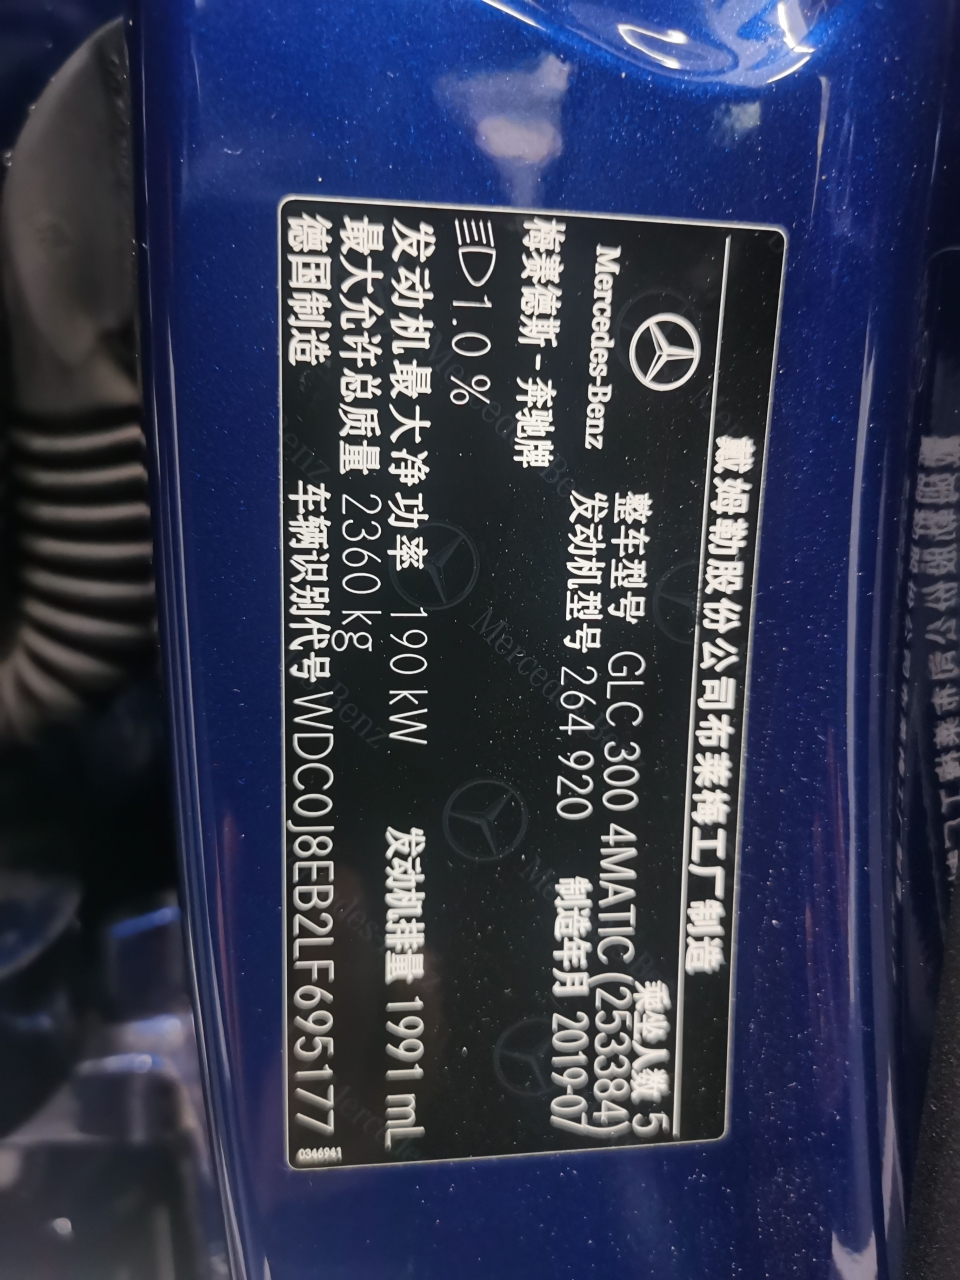 戴姆勒股份公司布莱梅工厂制造
乘坐人数 5
Mercedes-Benz
整车型号 GLC 300 4MATIC (253384)
发动机型号 264 920
制造年月 2019-07
梅赛德斯-奔驰牌
1.0 %
发动机最大净功率 190 kW
发动机排量 1991 mL
最大允许总质量 2360 kg
德国制造
车辆识别代号 WDC0J8EB2LF695177
0346941